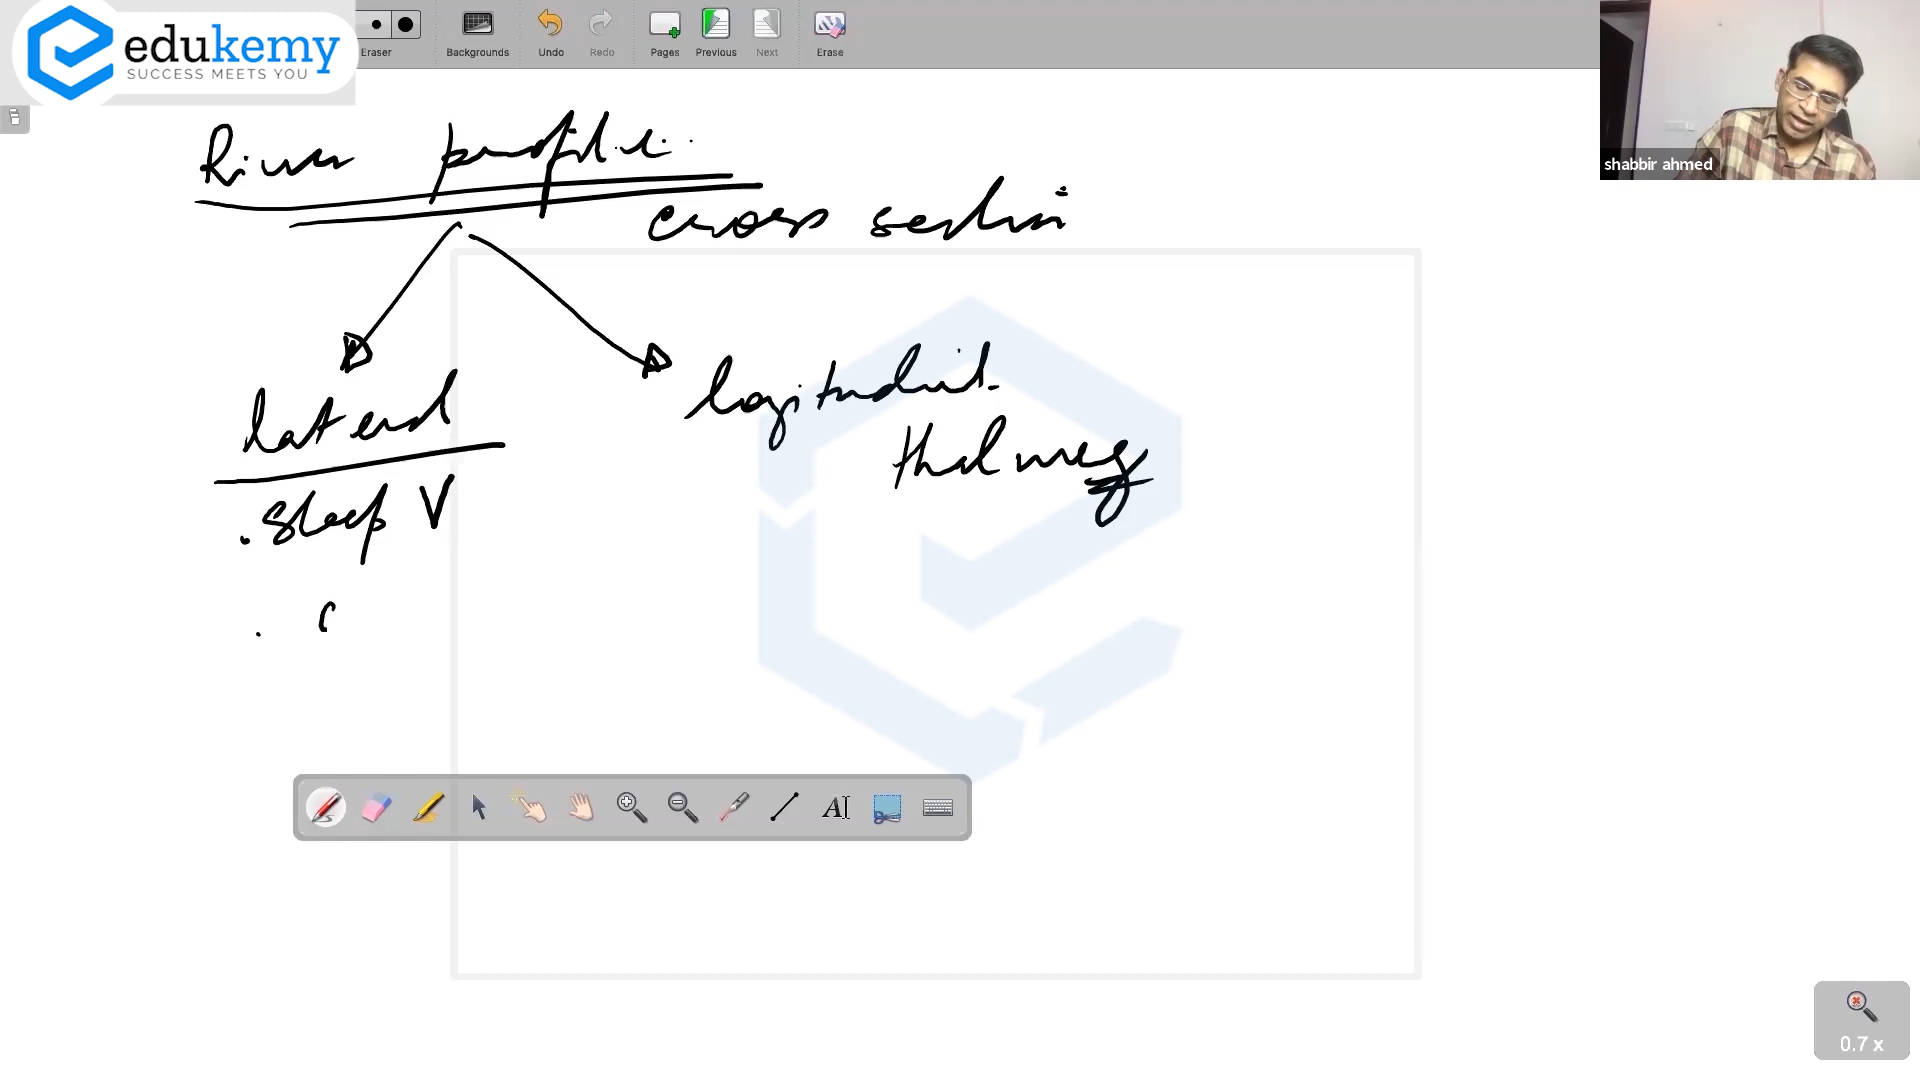 edukemy
SUCCESS MEETS YOU
Eraser
Backgrounds
Undo
Redo
Pages
Previous
Next
Erase
shabbir ahmed
River profile
cross section
lateral
. steep V
.
logitudinal
thalweg
0.7 x